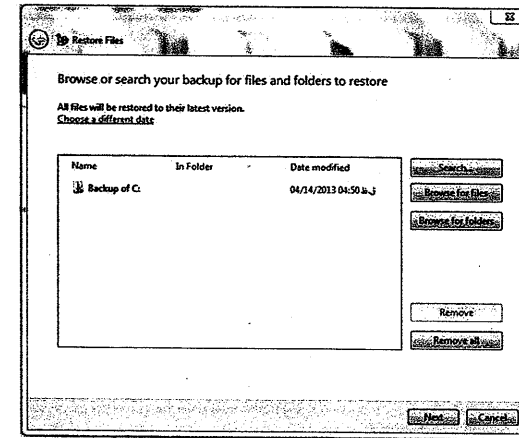 Restore Files
Browse or search your backup for files and folders to restore
All files will be restored to their latest version.
Choose a different date
Name In Folder Date modified
Backup of C: 04/14/2013 04:50
Search...
Browse for files
Browse for folders
Remove
Remove all
Next Cancel